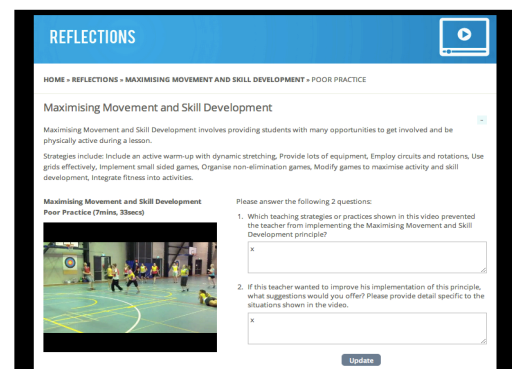 REFLECTIONS
HOME » REFLECTIONS » MAXIMISING MOVEMENT AND SKILL DEVELOPMENT » POOR PRACTICE
Maximising Movement and Skill Development
-
Maximising Movement and Skill Development involves providing students with many opportunities to get involved and be
physically active during a lesson.
Strategies include: Include an active warm-up with dynamic stretching, Provide lots of equipment, Employ circuits and rotations, Use
grids effectively, Implement small sided games, Organise non-elimination games, Modify games to maximise activity and skill
development, Integrate fitness into activities.
Maximising Movement and Skill Development
Poor Practice (7mins, 33secs)
Please answer the following 2 questions:
1. Which teaching strategies or practices shown in this video prevented
the teacher from implementing the Maximising Movement and Skill
Development principle?
x
2. If this teacher wanted to improve his implementation of this principle,
what suggestions would you offer? Please provide detail specific to the
situations shown in the video.
x
Update